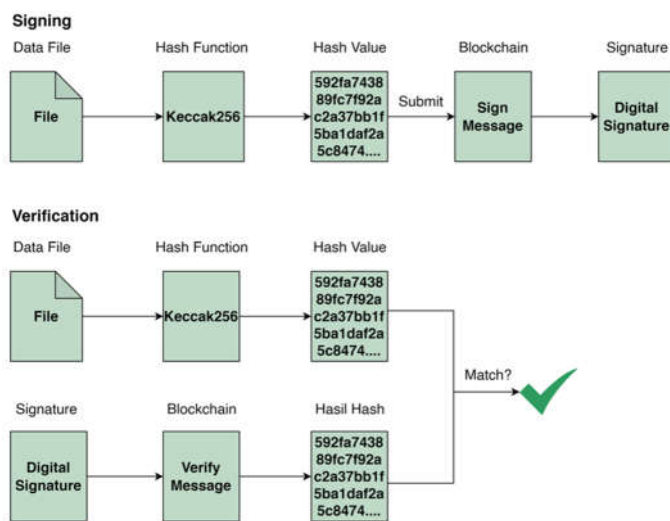 Signing
Data File Hash Function Hash Value Blockchain Signature
File
Keccak256
592fa7438
89fc7f92a
c2a37bb1f
5ba1daf2a
5c8474....
Submit
Sign
Message
Digital
Signature
Verification
Data File Hash Function Hash Value
File
Keccak256
592fa7438
89fc7f92a
c2a37bb1f
5ba1daf2a
5c8474....
Match?
Signature Blockchain Hasil Hash
Digital
Signature
Verify
Message
592fa7438
89fc7f92a
c2a37bb1f
5ba1daf2a
5c8474....